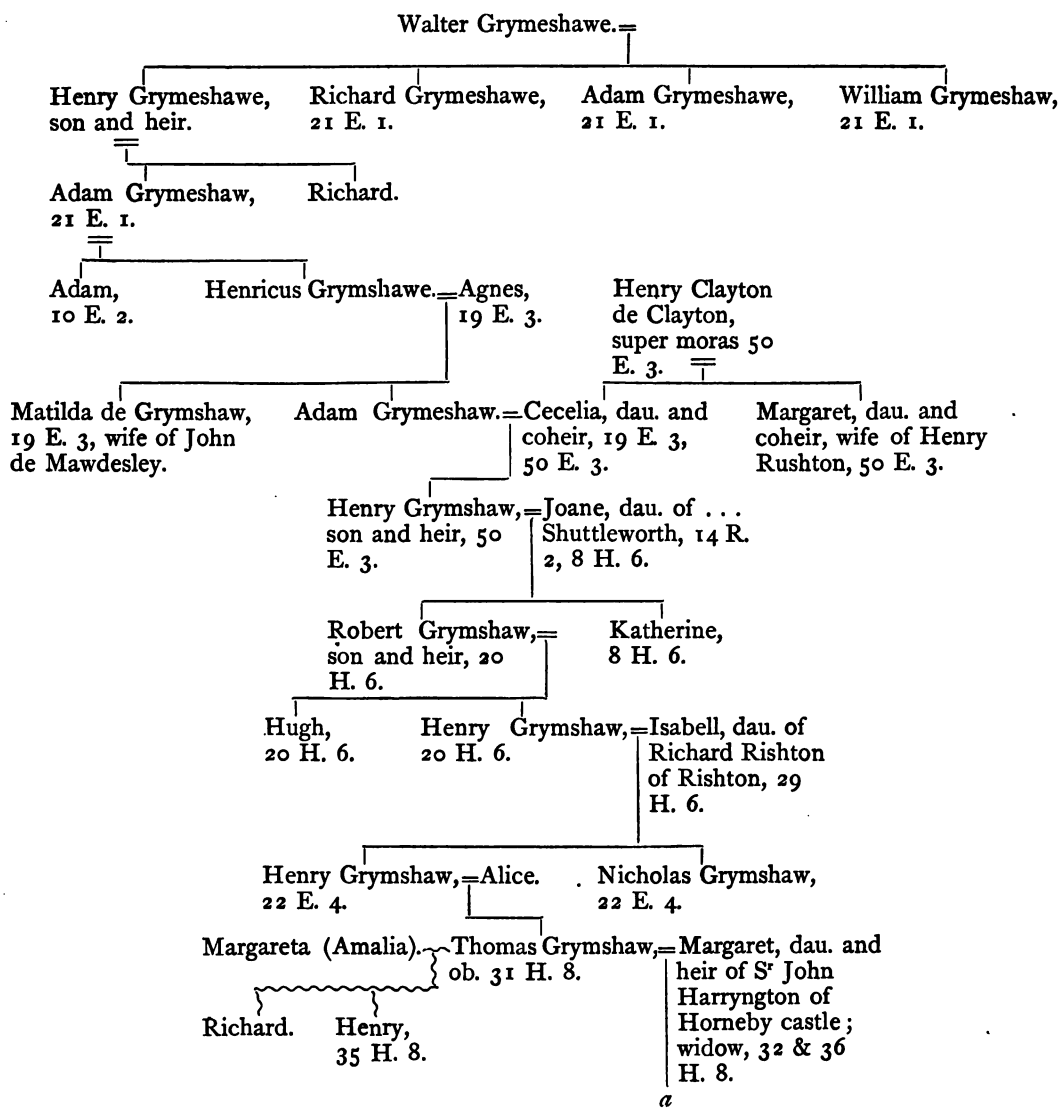 Walter Grymeshawe.=
Henry Grymeshawe,
son and heir.
Richard Grymeshawe,
21 E. 1.
Adam Grymeshawe,
21 E. 1.
William Grymeshaw,
21 E. 1.
Adam Grymeshaw,
21 E. 1.
Richard.
Adam,
10 E. 2.
Henricus Grymshawe.=Agnes,
19 E. 3.
Henry Clayton
de Clayton,
super moras 50
E. 3.
Matilda de Grymshaw,
19 E. 3, wife of John
de Mawdesley.
Adam Grymeshaw.=Cecelia, dau. and
coheir, 19 E. 3,
50 E. 3.
Margaret, dau. and
coheir, wife of Henry
Rushton, 50 E. 3.
Henry Grymshaw,=Joane, dau. of ...
son and heir, 50
E. 3.
Shuttleworth, 14 R.
2, 8 H. 6.
Robert Grymshaw,=
son and heir, 20
H. 6.
Katherine,
8 H. 6.
Hugh,
20 H. 6.
Henry Grymshaw,=Isabell, dau. of
20 H. 6.
Richard Rishton
of Rishton, 29
H. 6.
Henry Grymshaw,=Alice.
22 E. 4.
Nicholas Grymshaw,
22 E. 4.
Margareta (Amalia).
Thomas Grymshaw,=Margaret, dau. and
ob. 31 H. 8.
heir of Sr John
Harryngton of
Horneby castle;
widow, 32 & 36
H. 8.
Richard.
Henry,
35 H. 8.
a